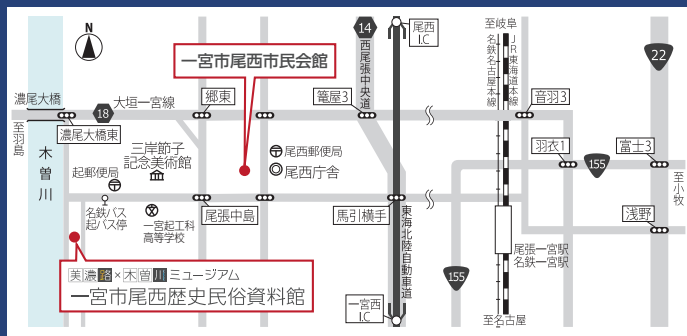 N
濃尾大橋
至羽島
18
大垣一宮線
郷東
濃尾大橋東
木曽川
一宮市尾西市民会館
14
西尾張中央道
尾西
I.C
篭屋3
至岐阜
名鉄名古屋本線
JR東海道本線
音羽3
22
羽衣1
155
富士3
至小牧
浅野
三岸節子
記念美術館
尾西郵便局
尾西庁舎
起郵便局
名鉄バス
起バス停
一宮起工科
高等学校
尾張中島
馬引横手
東海北陸自動車道
尾張一宮駅
名鉄一宮駅
155
一宮西
I.C
至名古屋
美濃路×木曽川ミュージアム
一宮市尾西歴史民俗資料館